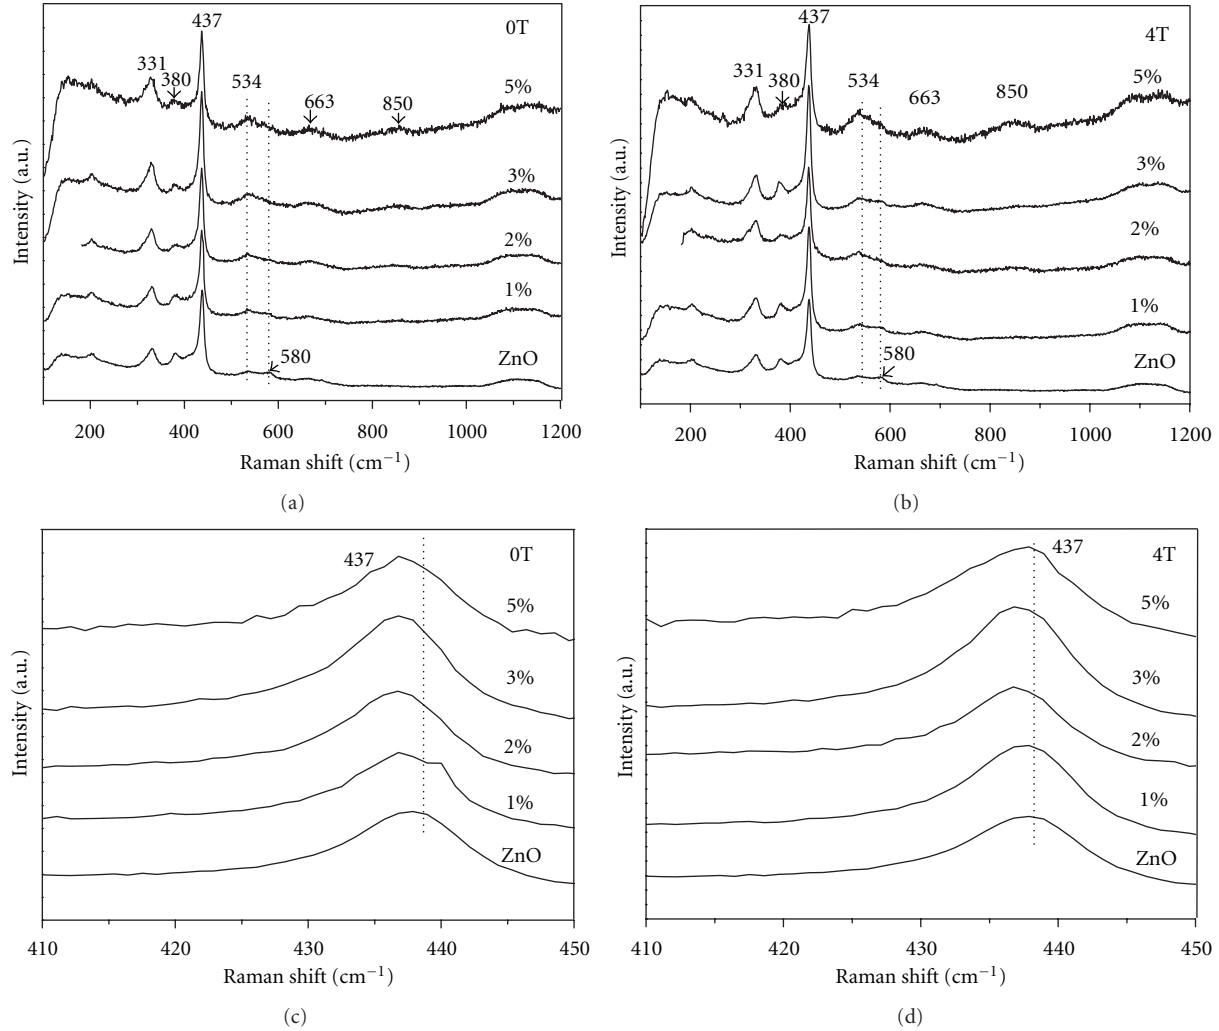 437
0T
331
380
534
663
850
5%
3%
2%
1%
ZnO
580
Intensity (a.u.)
200 400 600 800 1000 1200
Raman shift (cm−1)
(a)
437
4T
331
380
534
663
850
5%
3%
2%
1%
ZnO
580
Intensity (a.u.)
200 400 600 800 1000 1200
Raman shift (cm−1)
(b)
437
0T
5%
3%
2%
1%
ZnO
Intensity (a.u.)
410 420 430 440 450
Raman shift (cm−1)
(c)
437
4T
5%
3%
2%
1%
ZnO
Intensity (a.u.)
410 420 430 440 450
Raman shift (cm−1)
(d)